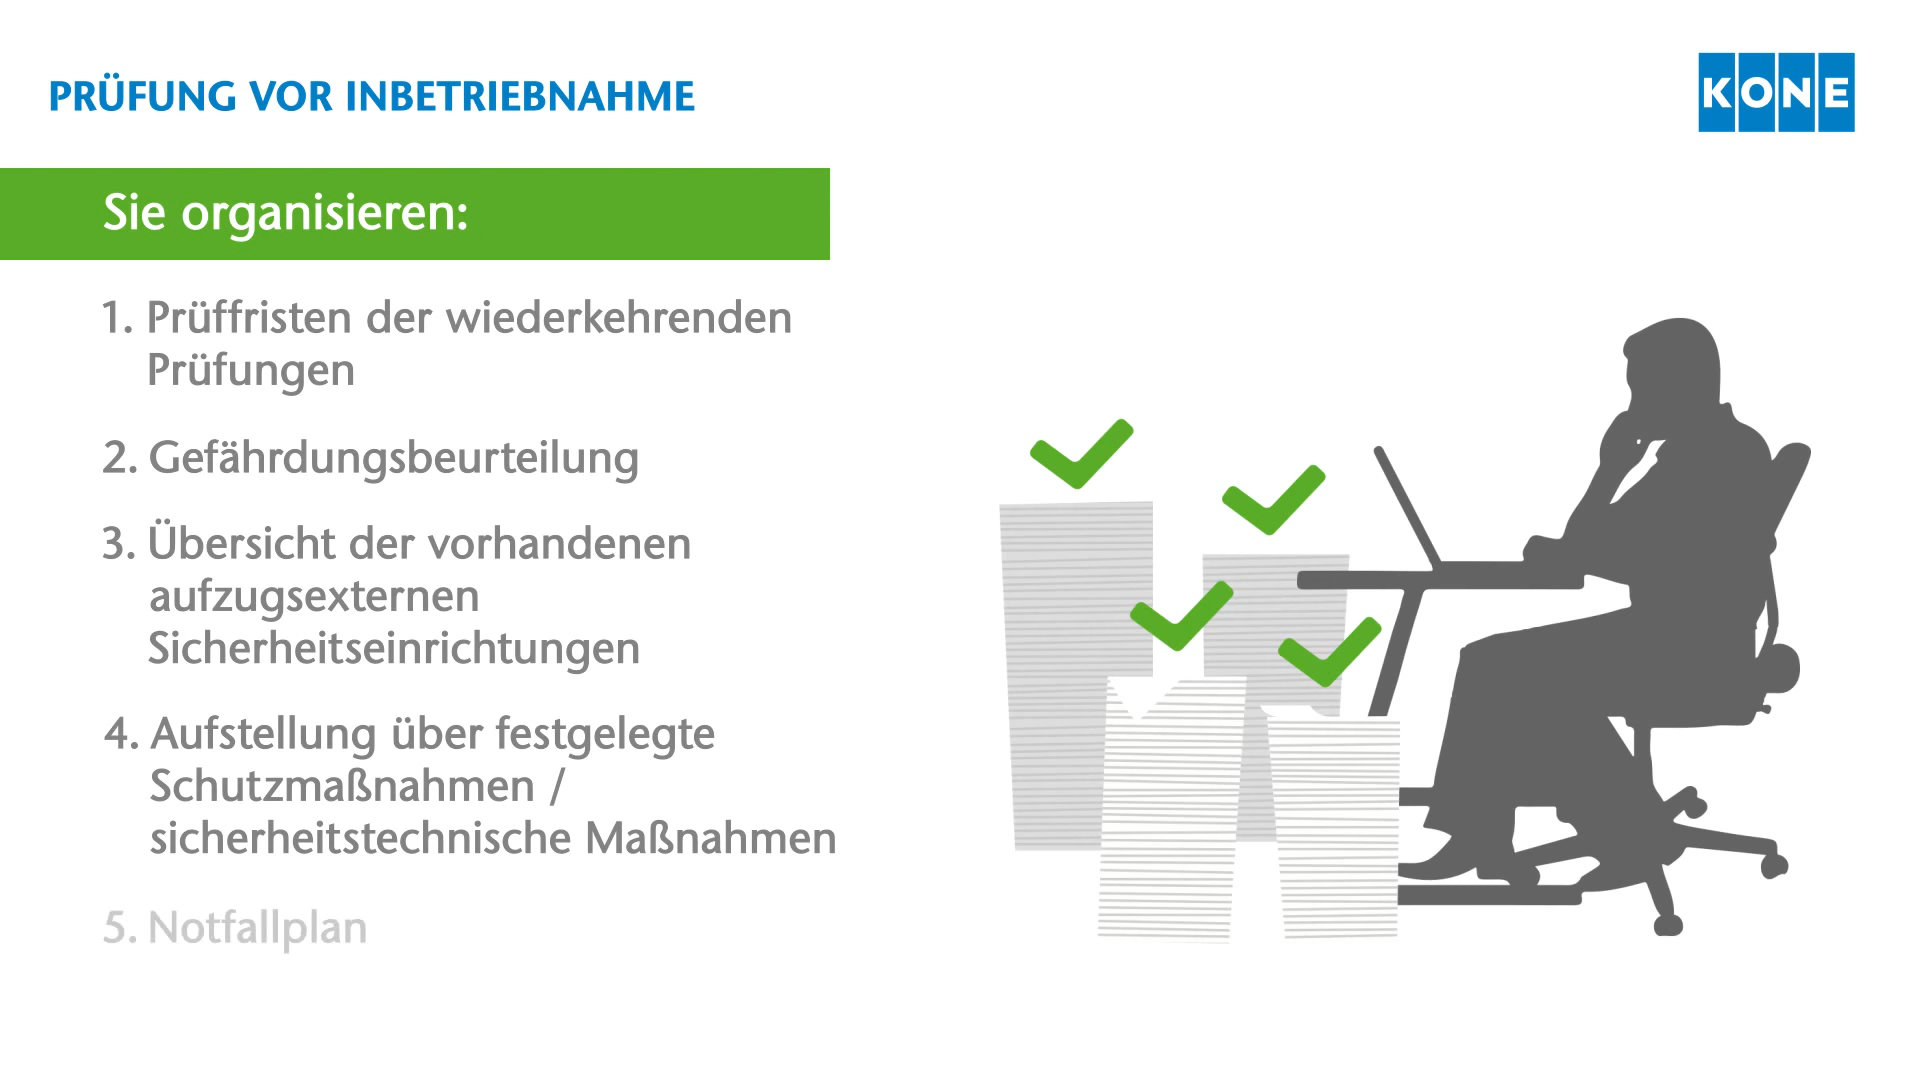 PRÜFUNG VOR INBETRIEBNAHME
KONE
Sie organisieren:
1. Prüffristen der wiederkehrenden
Prüfungen
2. Gefährdungsbeurteilung
3. Übersicht der vorhandenen
aufzugsexternen
Sicherheitseinrichtungen
4. Aufstellung über festgelegte
Schutzmaßnahmen /
sicherheitstechnische Maßnahmen
5. Notfallplan